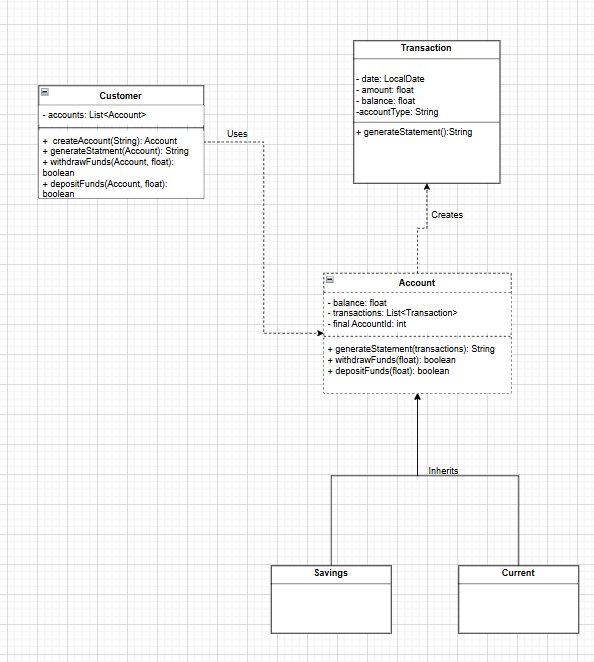 Transaction
- date: LocalDate
- amount: float
- balance: float
-accountType: String
+ generateStatement():String
Customer
- accounts: List<Account>
+  createAccount(String): Account
+ generateStatment(Account): String
+ withdrawFunds(Account, float):
boolean
+ depositFunds(Account, float):
boolean
Uses
Creates
Account
- balance: float
- transactions: List<Transaction>
- final AccountId: int
+ generateStatement(transactions): String
+ withdrawFunds(float): boolean
+ depositFunds(float): boolean
Inherits
Savings
Current